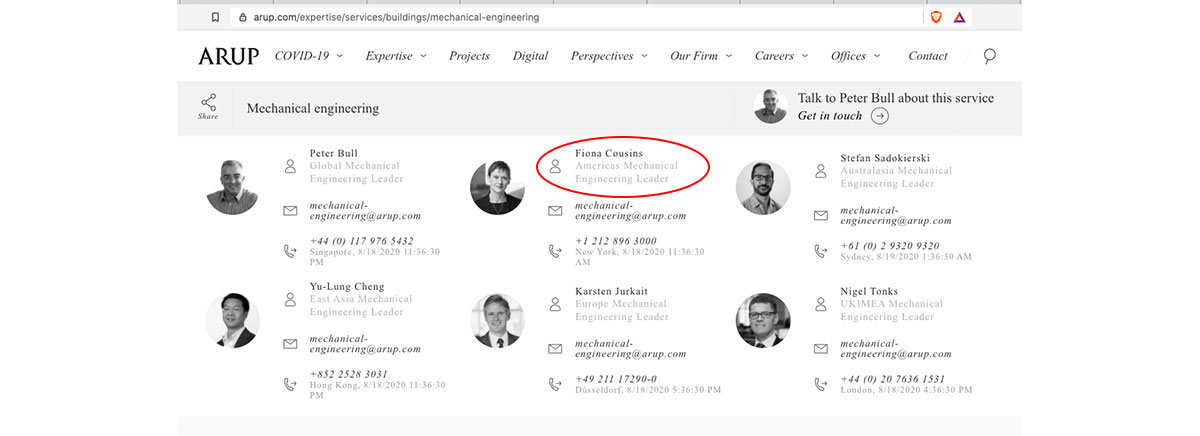 arup.com/expertise/services/buildings/mechanical-engineering
ARUP COVID-19 Expertise Projects Digital Perspectives Our Firm Careers Offices Contact
Share
Mechanical engineering
Talk to Peter Bull about this service
Get in touch
Peter Bull
Global Mechanical
Engineering Leader
mechanical-
engineering@arup.com
+44 (0) 117 976 5432
Singapore, 8/18/2020 11:36:30
PM
Fiona Cousins
Americas Mechanical
Engineering Leader
mechanical-
engineering@arup.com
+1 212 896 3000
New York, 8/18/2020 11:36:30
AM
Stefan Sadokierski
Australasia Mechanical
Engineering Leader
mechanical-
engineering@arup.com
+61 (0) 2 9320 9320
Sydney, 8/19/2020 1:36:30 AM
Yu-Lung Cheng
East Asia Mechanical
Engineering Leader
mechanical-
engineering@arup.com
+852 2528 3031
Hong Kong, 8/18/2020 11:36:30
PM
Karsten Jurkait
Europe Mechanical
Engineering Leader
mechanical-
engineering@arup.com
+49 211 17290-0
Düsseldorf, 8/18/2020 5:36:30 PM
Nigel Tonks
UKIMEA Mechanical
Engineering Leader
mechanical-
engineering@arup.com
+44 (0) 20 7636 1531
London, 8/18/2020 4:36:30 PM